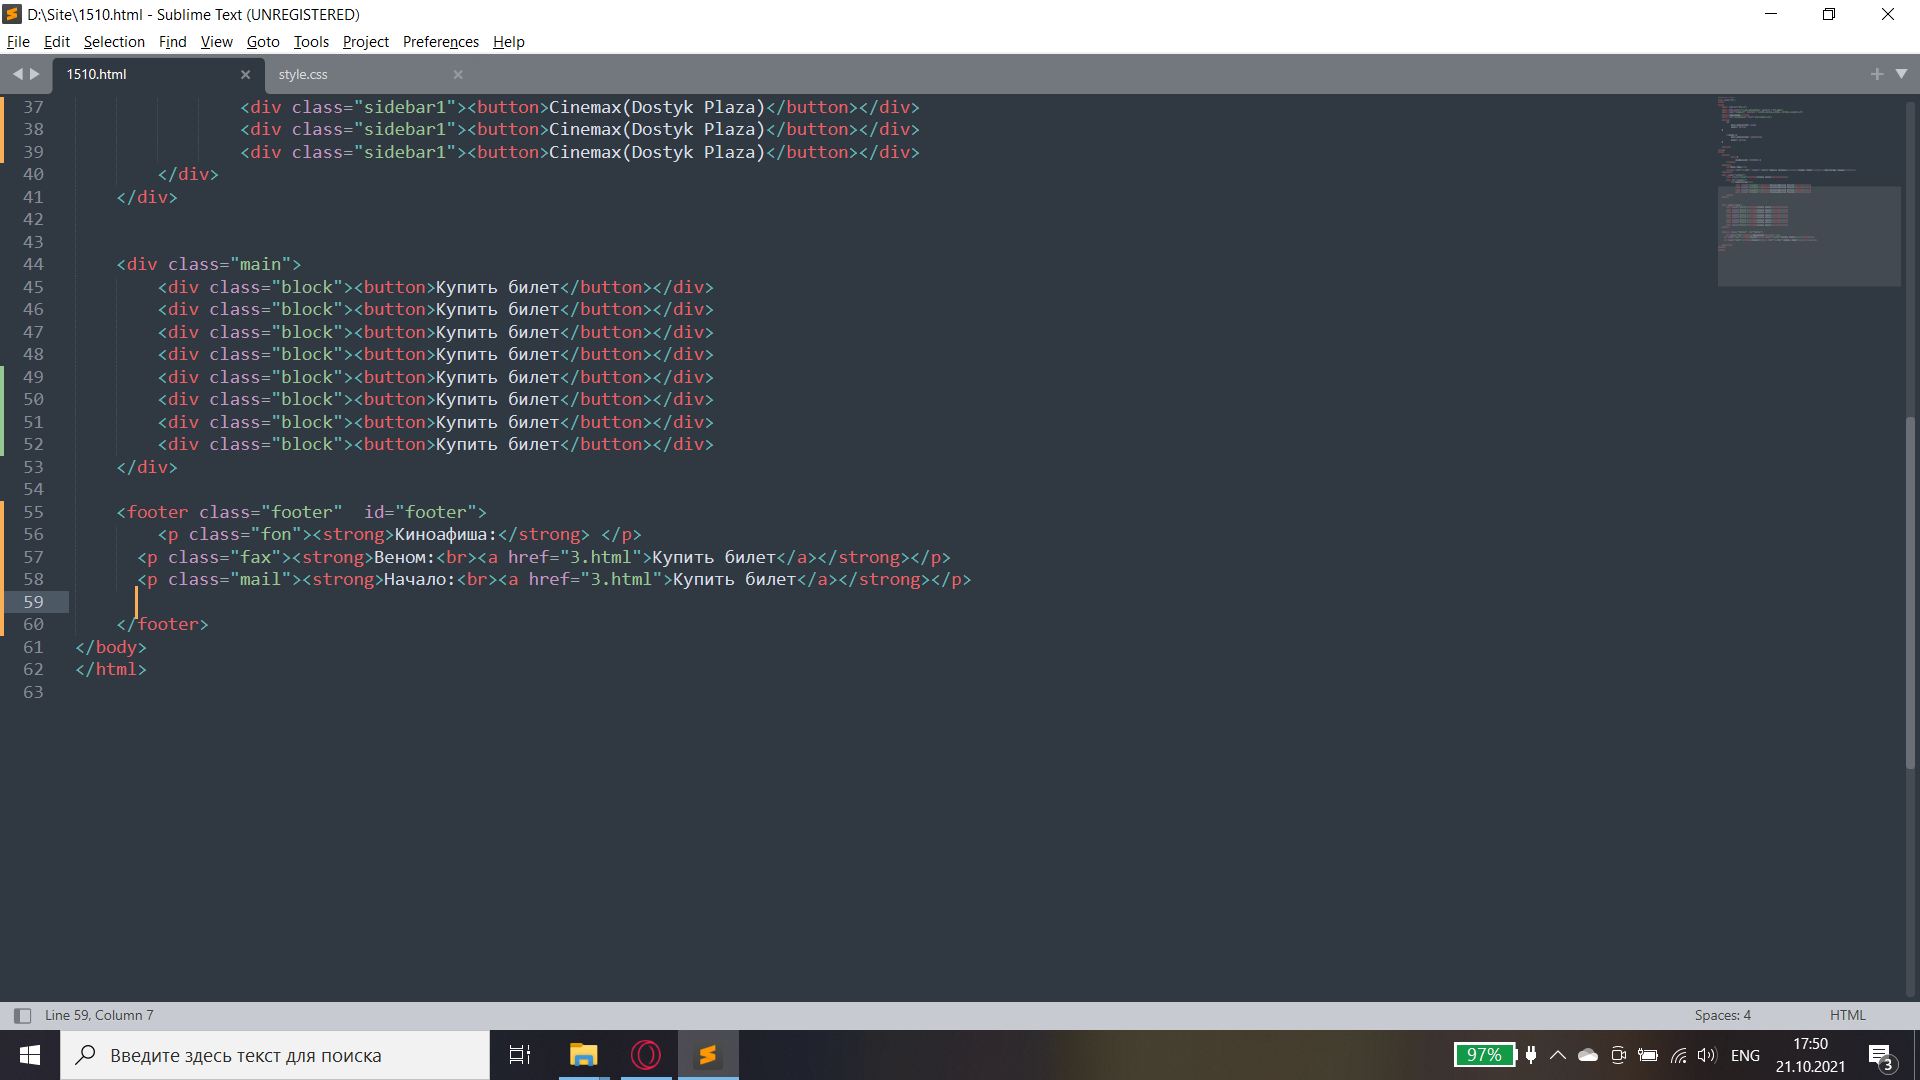 D:\Site\1510.html - Sublime Text (UNREGISTERED)
File Edit Selection Find View Goto Tools Project Preferences Help
1510.html style.css
37 <div class="sidebar1"><button>Cinemax(Dostyk Plaza)</button></div>
38 <div class="sidebar1"><button>Cinemax(Dostyk Plaza)</button></div>
39 <div class="sidebar1"><button>Cinemax(Dostyk Plaza)</button></div>
40 </div>
41 </div>
42
43
44 <div class="main">
45 <div class="block"><button>Купить билет</button></div>
46 <div class="block"><button>Купить билет</button></div>
47 <div class="block"><button>Купить билет</button></div>
48 <div class="block"><button>Купить билет</button></div>
49 <div class="block"><button>Купить билет</button></div>
50 <div class="block"><button>Купить билет</button></div>
51 <div class="block"><button>Купить билет</button></div>
52 <div class="block"><button>Купить билет</button></div>
53 </div>
54
55 <footer class="footer"  id="footer">
56 <p class="fon"><strong>Киноафиша:</strong> </p>
57 <p class="fax"><strong>Веном:<br><a href="3.html">Купить билет</a></strong></p>
58 <p class="mail"><strong>Начало:<br><a href="3.html">Купить билет</a></strong></p>
59
60 </footer>
61 </body>
62 </html>
63
Line 59, Column 7 Spaces: 4 HTML
Введите здесь текст для поиска 97% ENG 17:50
21.10.2021 3